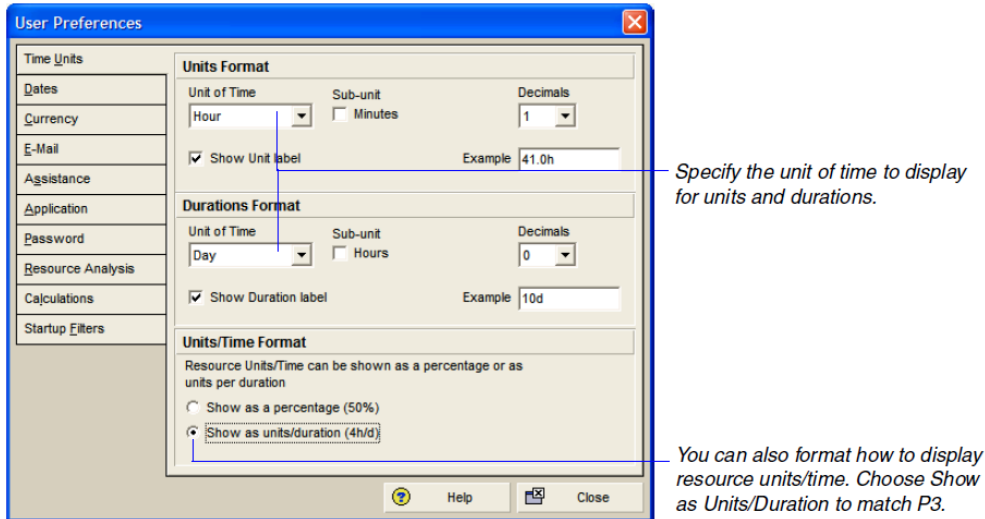 User Preferences
Time Units
Dates
Currency
E-Mail
Assistance
Application
Password
Resource Analysis
Calculations
Startup Filters
Units Format
Unit of Time
Sub-unit
Decimals
Hour
Minutes
1
Show Unit label
Example
41.0h
Durations Format
Unit of Time
Sub-unit
Decimals
Day
Hours
0
Show Duration label
Example
10d
Units/Time Format
Resource Units/Time can be shown as a percentage or as
units per duration
Show as a percentage (50%)
Show as units/duration (4h/d)
Help
Close
Specify the unit of time to display
for units and durations.
You can also format how to display
resource units/time. Choose Show
as Units/Duration to match P3.